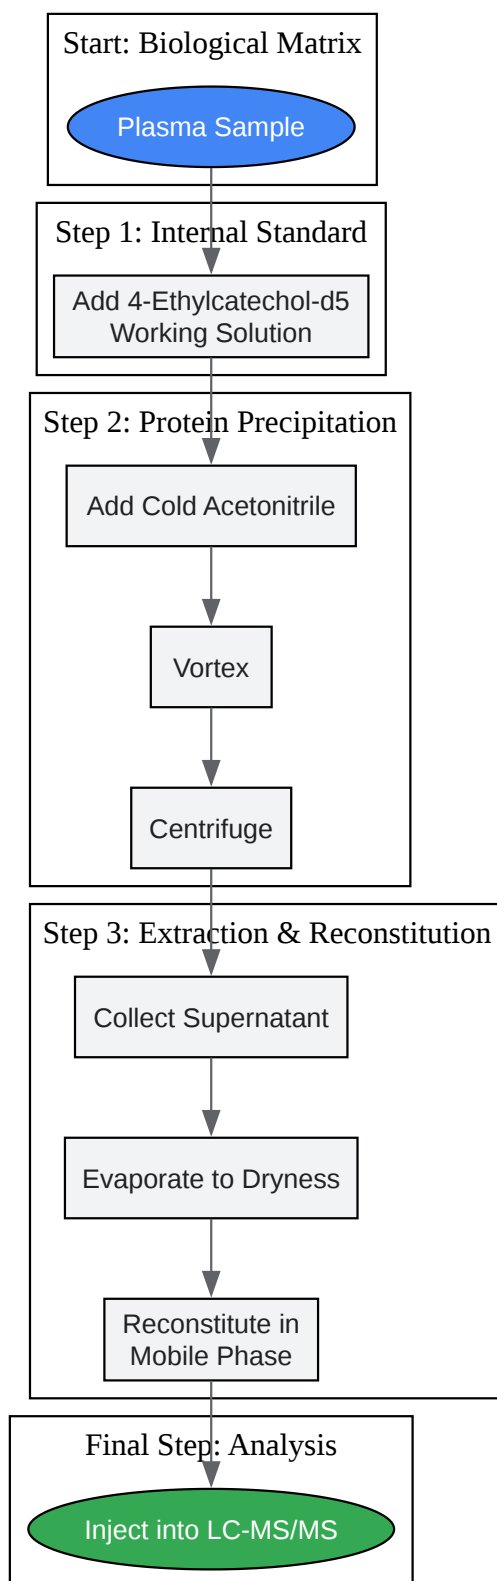 Start: Biological Matrix
Plasma Sample
Step 1: Internal Standard
Add 4-Ethylcatechol-d5
Working Solution
Step 2: Protein Precipitation
Add Cold Acetonitrile
Vortex
Centrifuge
Step 3: Extraction & Reconstitution
Collect Supernatant
Evaporate to Dryness
Reconstitute in
Mobile Phase
Final Step: Analysis
Inject into LC-MS/MS